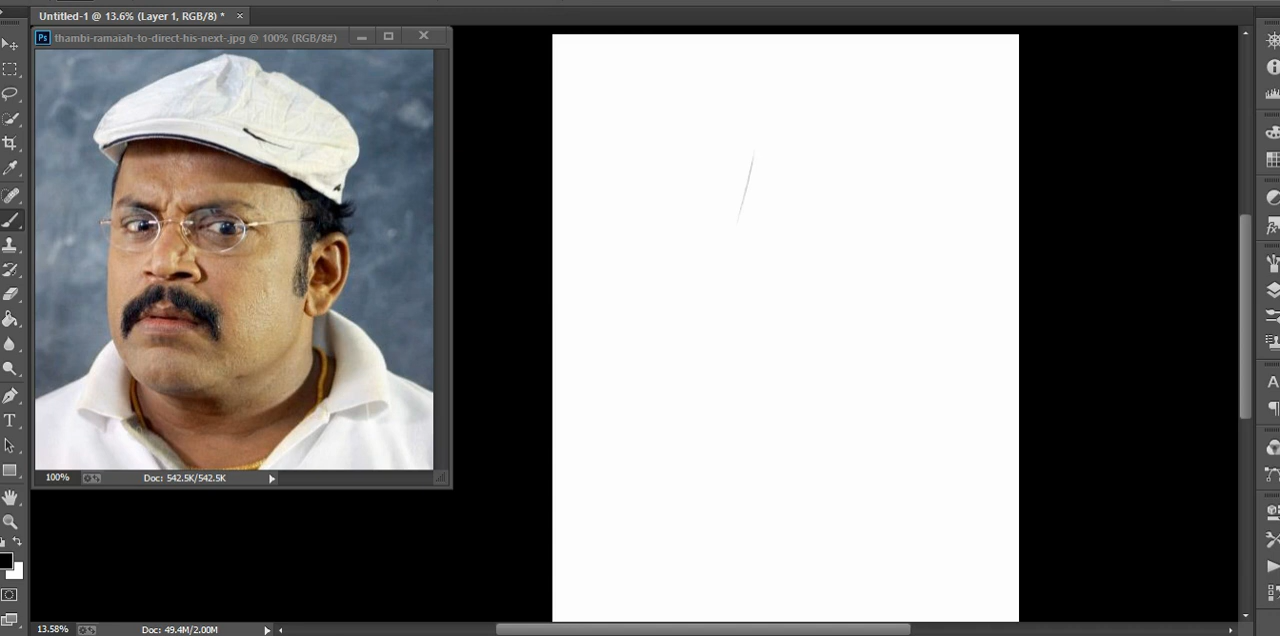 Untitled-1 @ 13.6% (Layer 1, RGB/8) * ×
Ps thambi-ramaiah-to-direct-his-next-.jpg @ 100% (RGB/8#)
100% Doc: 542.5K/542.5K
13.58% Doc: 49.4M/2.00M